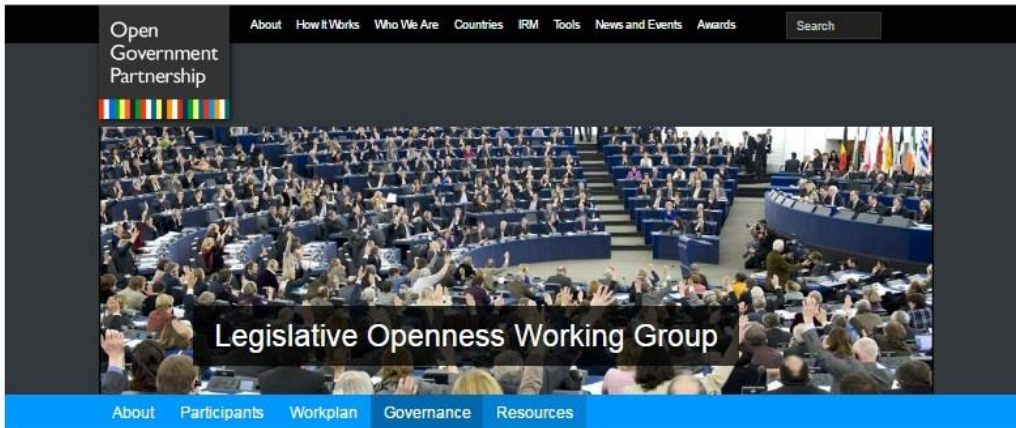 Open
Government
Partnership
About How It Works Who We Are Countries IRM Tools News and Events Awards
Search
Legislative Openness Working Group
About Participants Workplan Governance Resources